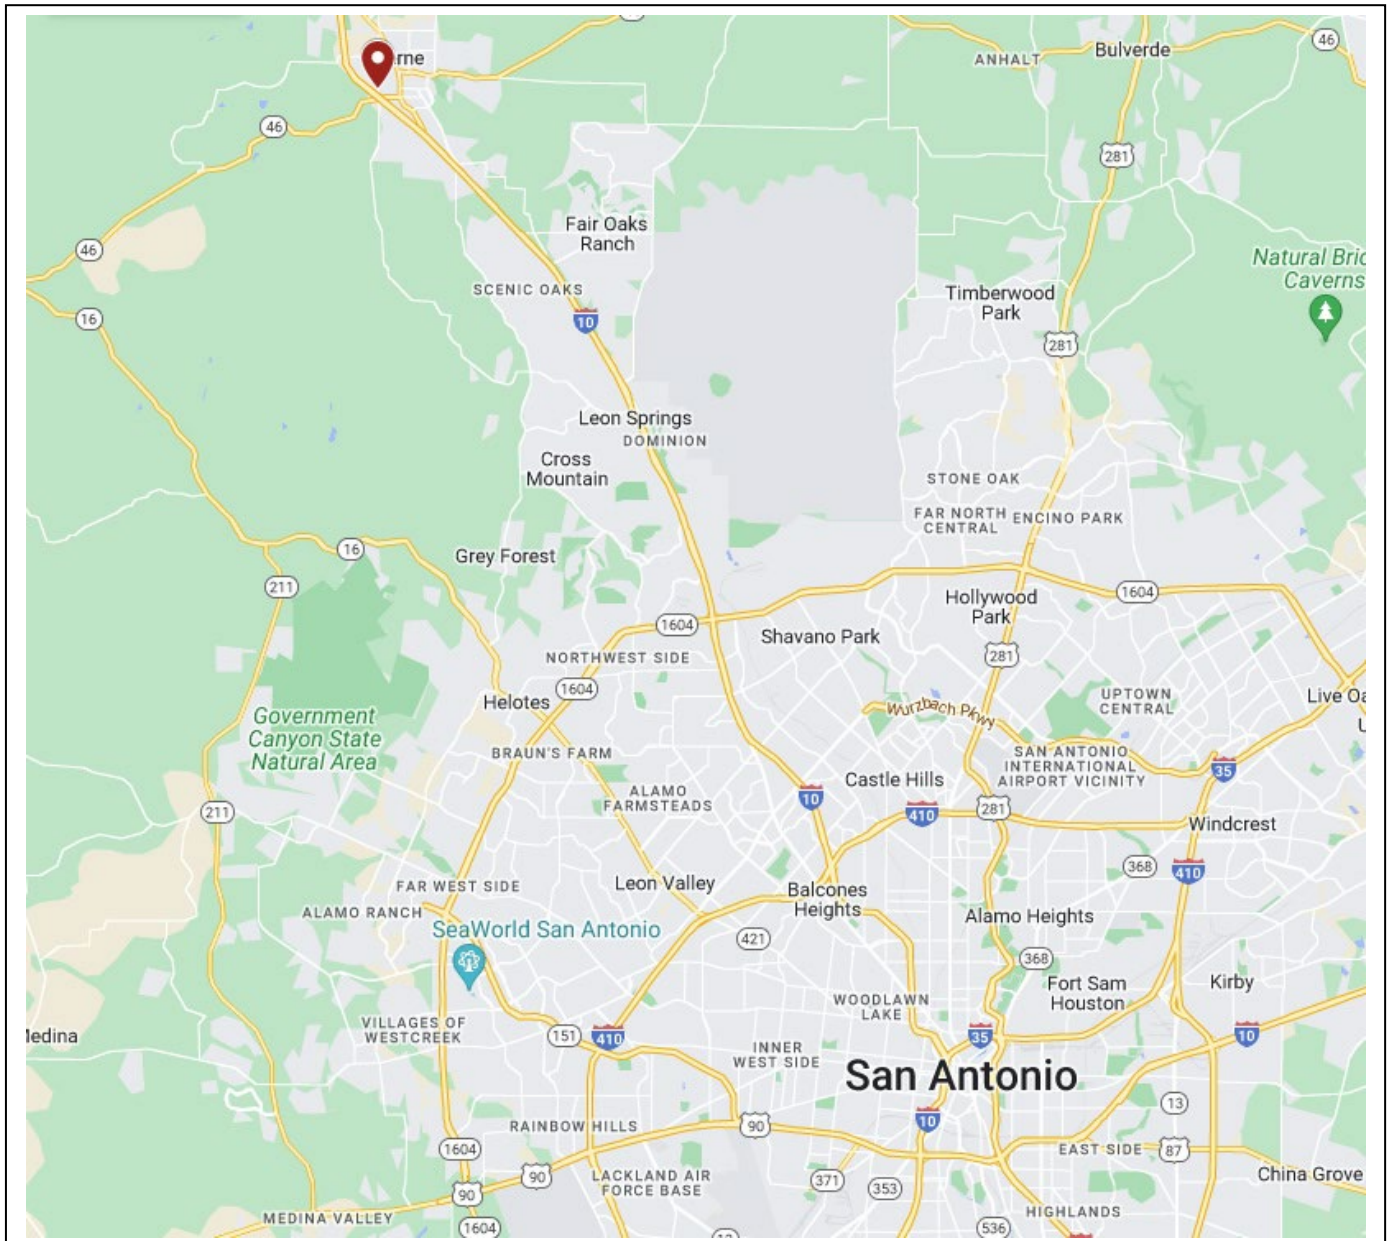 rne
46
ANHALT
Bulverde
46
281
46
Fair Oaks
Ranch
Natural Bric
Caverns
SCENIC OAKS
Timberwood
Park
16
10
281
Leon Springs
DOMINION
Cross
Mountain
STONE OAK
FAR NORTH
CENTRAL
ENCINO PARK
16
Grey Forest
211
1604
Hollywood
Park
1604
Shavano Park
281
NORTHWEST SIDE
1604
Helotes
UPTOWN
CENTRAL
Live Oa
Wurzbach Pkwy
Government
Canyon State
Natural Area
BRAUN'S FARM
SAN ANTONIO
INTERNATIONAL
AIRPORT VICINITY
35
Castle Hills
ALAMO
FARMSTEADS
10
410
281
211
Windcrest
368
410
FAR WEST SIDE
Leon Valley
Balcones
Heights
ALAMO RANCH
Alamo Heights
SeaWorld San Antonio
421
368
Fort Sam
Houston
Kirby
WOODLAWN
LAKE
VILLAGES OF
WESTCREEK
151
410
35
10
INNER
WEST SIDE
San Antonio
13
10
RAINBOW HILLS
90
1604
EAST SIDE
87
90
LACKLAND AIR
FORCE BASE
371
353
China Grove
90
MEDINA VALLEY
1604
HIGHLANDS
536